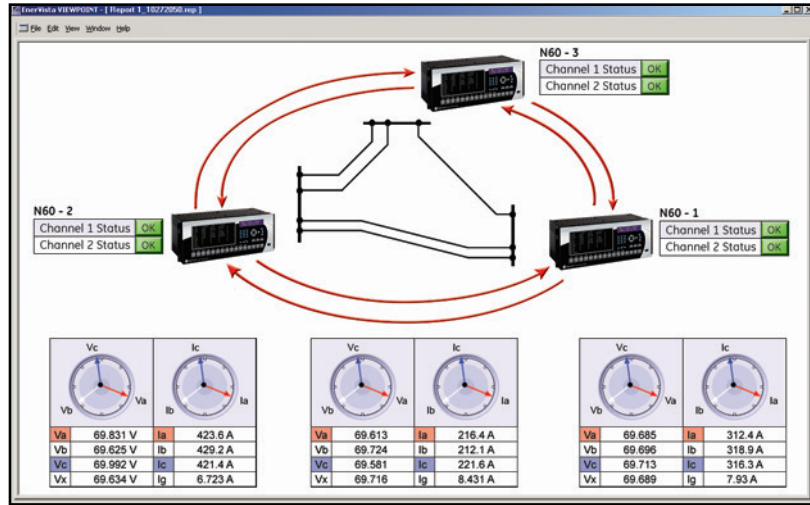 EnerVista VIEWPOINT - [ Report 1_10272050.rep ]
File Edit View Window Help
N60 - 3
Channel 1 Status OK
Channel 2 Status OK
N60 - 2
Channel 1 Status OK
Channel 2 Status OK
N60 - 1
Channel 1 Status OK
Channel 2 Status OK
Vc Ic
Vb Va Ib Ia
Va 69.831 V Ia 423.6 A
Vb 69.625 V Ib 429.2 A
Vc 69.992 V Ic 421.4 A
Vx 69.634 V Ig 6.723 A
Vc Ic
Vb Va Ib Ia
Va 69.613 Ia 216.4 A
Vb 69.724 Ib 212.1 A
Vc 69.581 Ic 221.6 A
Vx 69.716 Ig 8.431 A
Vc Ic
Vb Va Ib Ia
Va 69.685 Ia 312.4 A
Vb 69.696 Ib 318.9 A
Vc 69.713 Ic 316.3 A
Vx 69.689 Ig 7.93 A